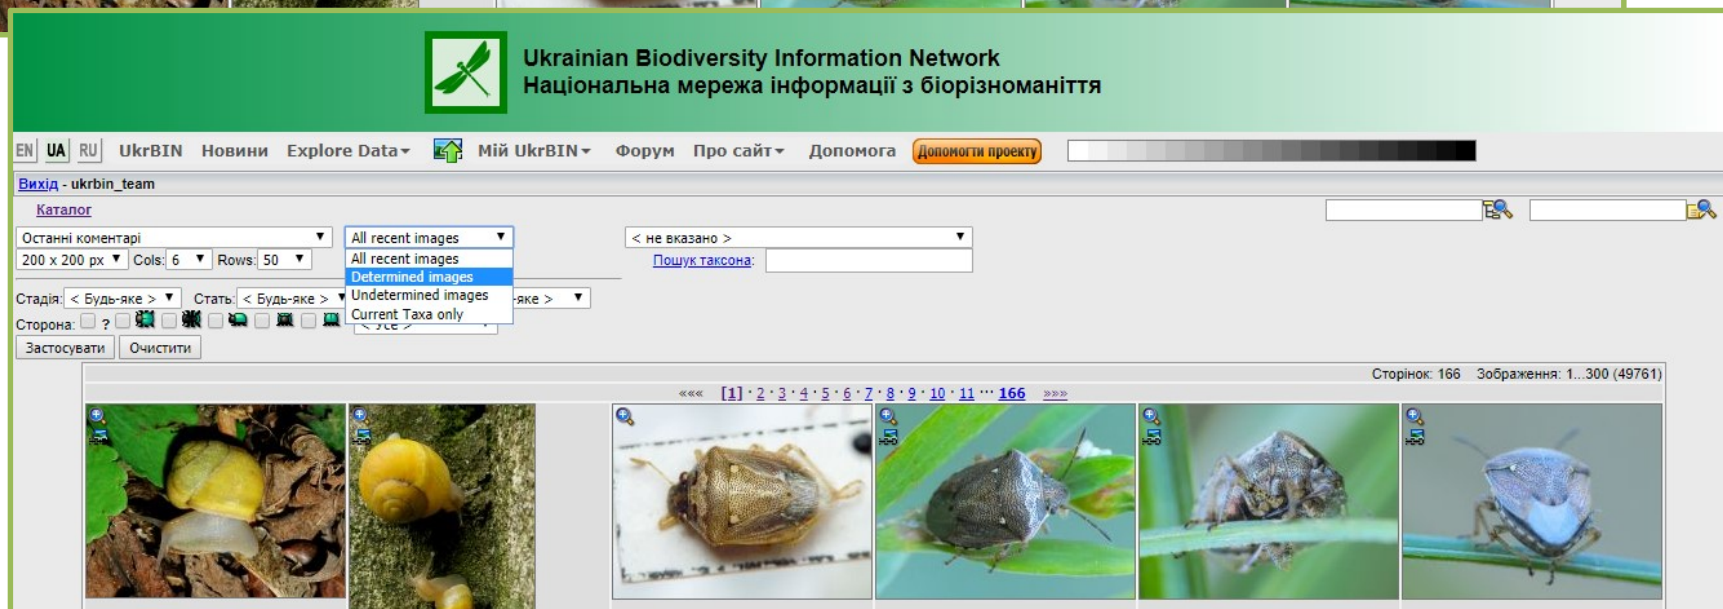 Ukrainian Biodiversity Information Network
Національна мережа інформації з біорізноманіття
EN UA RU UkrBIN Новини Explore Data Мій UkrBIN Форум Про сайт Допомога Допомогти проекту
Вихід - ukrbin_team
Каталог
Останні коментарі All recent images < не вказано >
200 x 200 px Cols: 6 Rows: 50 All recent images Пошук таксона:
Determined images
Стадія: < Будь-яке > Стать: < Будь-яке > Undetermined images -яке >
Сторона: ? Current Taxa only
Застосувати Очистити
Сторінок: 166 Зображення: 1...300 (49761)
««« [1] · 2 · 3 · 4 · 5 · 6 · 7 · 8 · 9 · 10 · 11 ··· 166 »»»